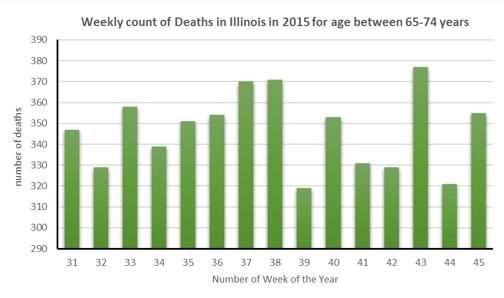 Weekly count of Deaths in Illinois in 2015 for age between 65-74 years
390
380
370
360
350
340
330
320
310
300
290
number of deaths
31 32 33 34 35 36 37 38 39 40 41 42 43 44 45
Number of Week of the Year